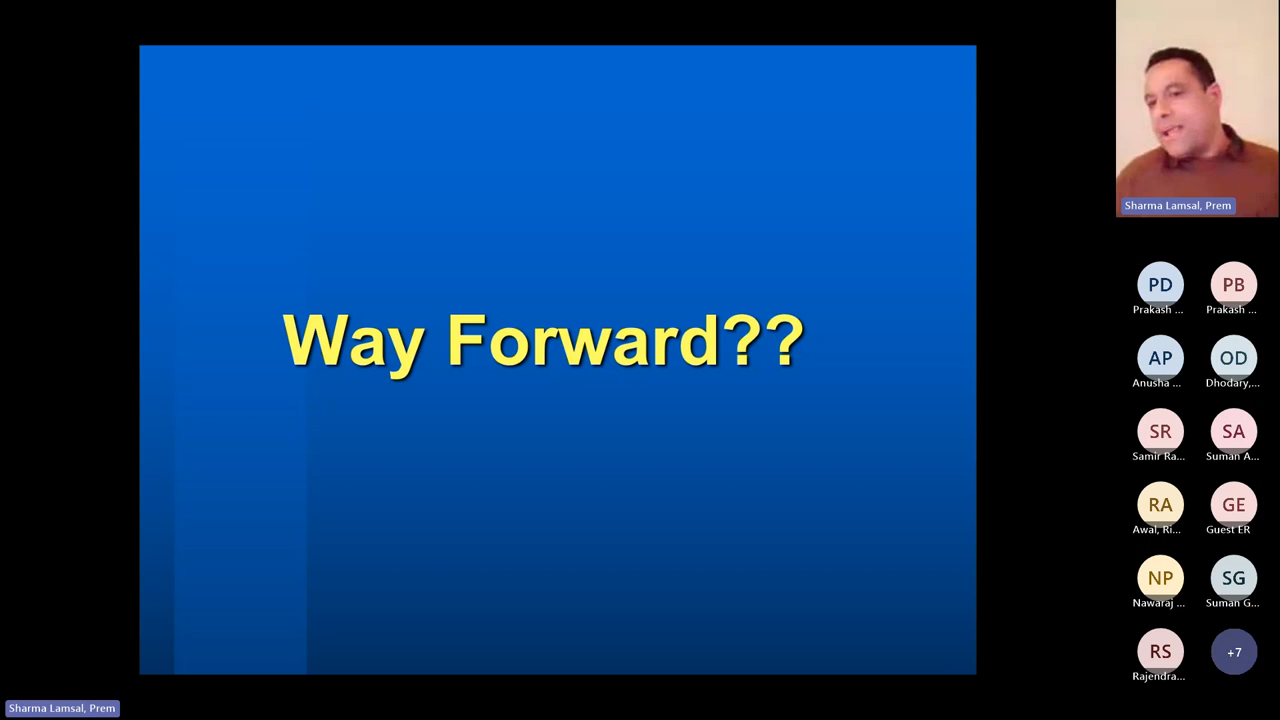 Way Forward??
Sharma Lamsal, Prem
PD PB
Prakash ... Prakash ...
AP OD
Anusha ... Dhodary,...
SR SA
Samir Ra... Suman A...
RA GE
Awal, Ri... Guest ER
NP SG
Nawaraj ... Suman G...
RS +7
Rajendra...
Sharma Lamsal, Prem